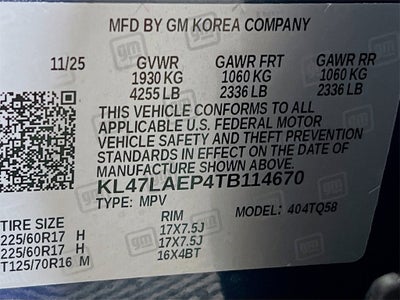 MFD BY GM KOREA COMPANY
11/25 GVWR GAWR FRT GAWR RR
1930 KG 1060 KG 1060 KG
4255 LB 2336 LB 2336 LB
THIS VEHICLE CONFORMS TO ALL
APPLICABLE U.S. FEDERAL MOTOR
VEHICLE SAFETY AND THEFT PREVENTION
STANDARDS IN EFFECT ON THE DATE OF
MANUFACTURE SHOWN ABOVE.
KL47LAEP4TB114670
TYPE: MPV MODEL: 404TQ58
TIRE SIZE RIM
225/60R17 H 17X7.5J
225/60R17 H 17X7.5J
T125/70R16 M 16X4BT
gm